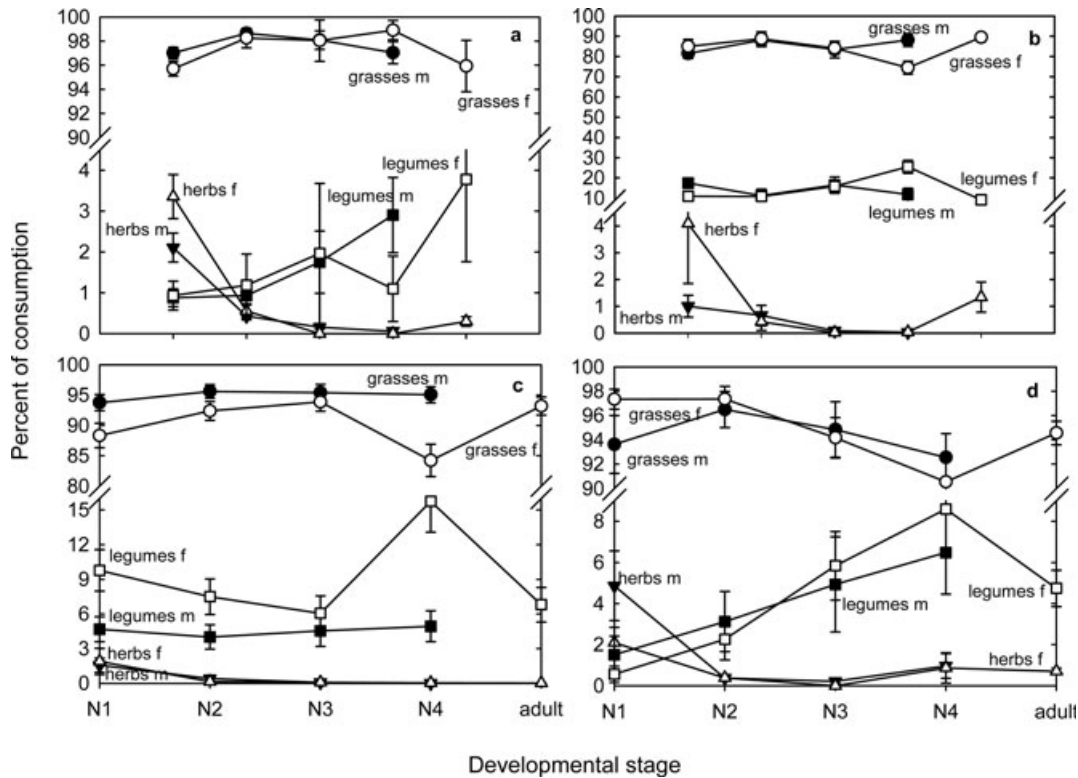 Percent of consumption
100
98
96
94
92
90
4
3
2
1
0
a
grasses m
grasses f
legumes f
legumes m
herbs f
herbs m
100
90
80
70
60
50
40
30
20
10
4
3
2
1
0
b
grasses m
grasses f
legumes f
legumes m
herbs f
herbs m
100
95
90
85
80
15
12
9
6
3
0
c
grasses m
grasses f
legumes f
legumes m
herbs f
herbs m
N1 N2 N3 N4 adult
100
98
96
94
92
90
8
6
4
2
0
d
grasses f
grasses m
herbs m
legumes m
legumes f
herbs f
N1 N2 N3 N4 adult
Developmental stage